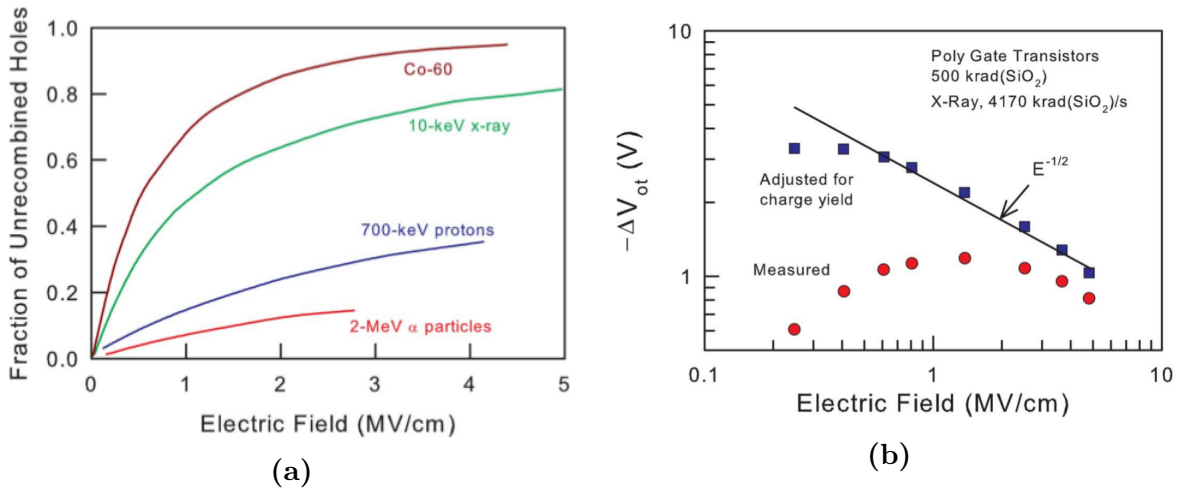 Fraction of Unrecombined Holes
1.0
0.8
0.6
0.4
0.2
0.0
Co-60
10-keV x-ray
700-keV protons
2-MeV α particles
0 1 2 3 4 5
Electric Field (MV/cm)
(a)
−ΔV_ot (V)
10
1
Poly Gate Transistors
500 krad(SiO₂)
X-Ray, 4170 krad(SiO₂)/s
E⁻¹/²
Adjusted for
charge yield
Measured
0.1 1 10
Electric Field (MV/cm)
(b)